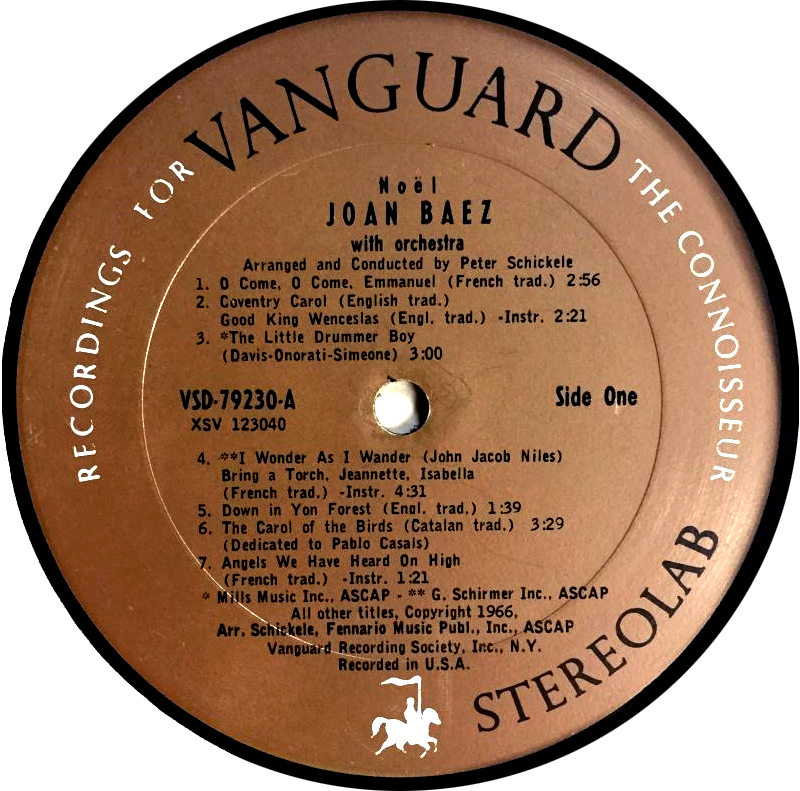 VANGUARD
RECORDINGS FOR THE CONNOISSEUR
Noël
JOAN BAEZ
with orchestra
Arranged and Conducted by Peter Schickele
1. O Come, O Come, Emmanuel (French trad.) 2:56
2. Coventry Carol (English trad.)
Good King Wenceslas (Engl. trad.) -Instr. 2:21
3. *The Little Drummer Boy
(Davis-Onorati-Simeone) 3:00
VSD-79230-A Side One
XSV 123040
4. **I Wonder As I Wander (John Jacob Niles)
Bring a Torch, Jeannette, Isabella
(French trad.) -Instr. 4:31
5. Down in Yon Forest (Engl. trad.) 1:39
6. The Carol of the Birds (Catalan trad.) 3:29
(Dedicated to Pablo Casals)
7. Angels We Have Heard On High
(French trad.) -Instr. 1:21
* Mills Music Inc., ASCAP - ** G. Schirmer Inc., ASCAP
All other titles, Copyright 1966,
Arr. Schickele, Fennario Music Publ., Inc., ASCAP
Vanguard Recording Society, Inc., N.Y.
Recorded in U.S.A.
STEREOLAB